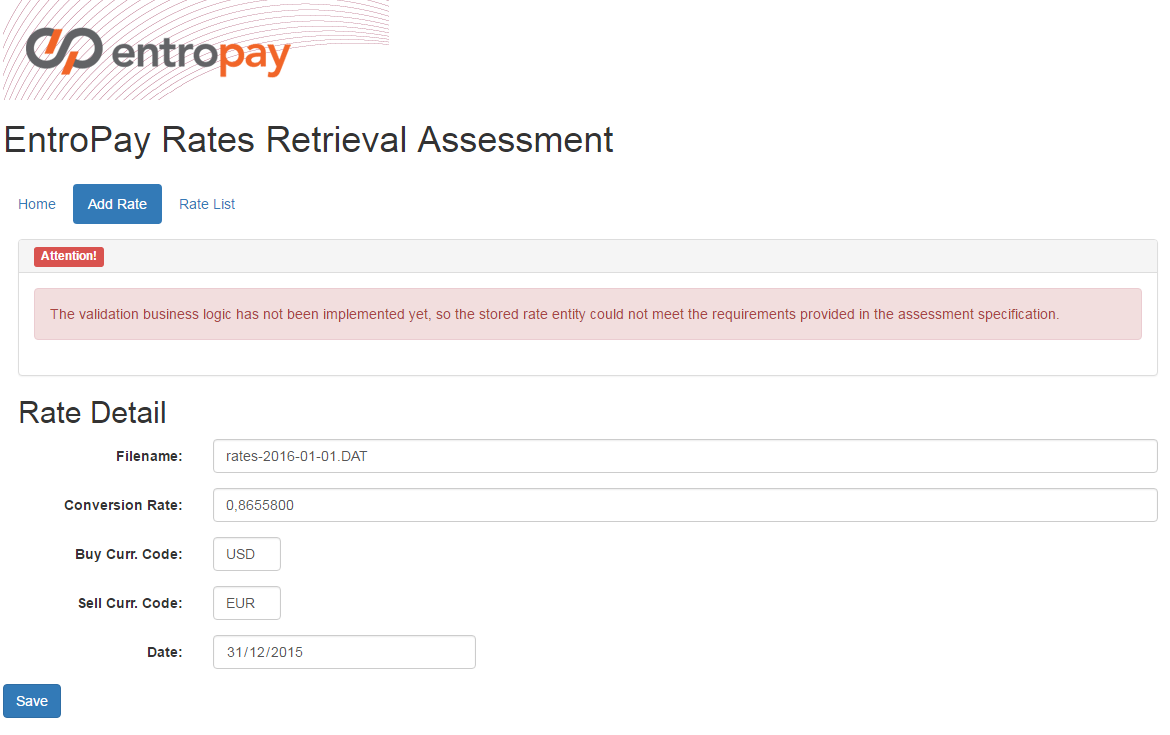 entropay
EntroPay Rates Retrieval Assessment
Home Add Rate Rate List
Attention!
The validation business logic has not been implemented yet, so the stored rate entity could not meet the requirements provided in the assessment specification.
Rate Detail
Filename: rates-2016-01-01.DAT
Conversion Rate: 0,8655800
Buy Curr. Code: USD
Sell Curr. Code: EUR
Date: 31/12/2015
Save